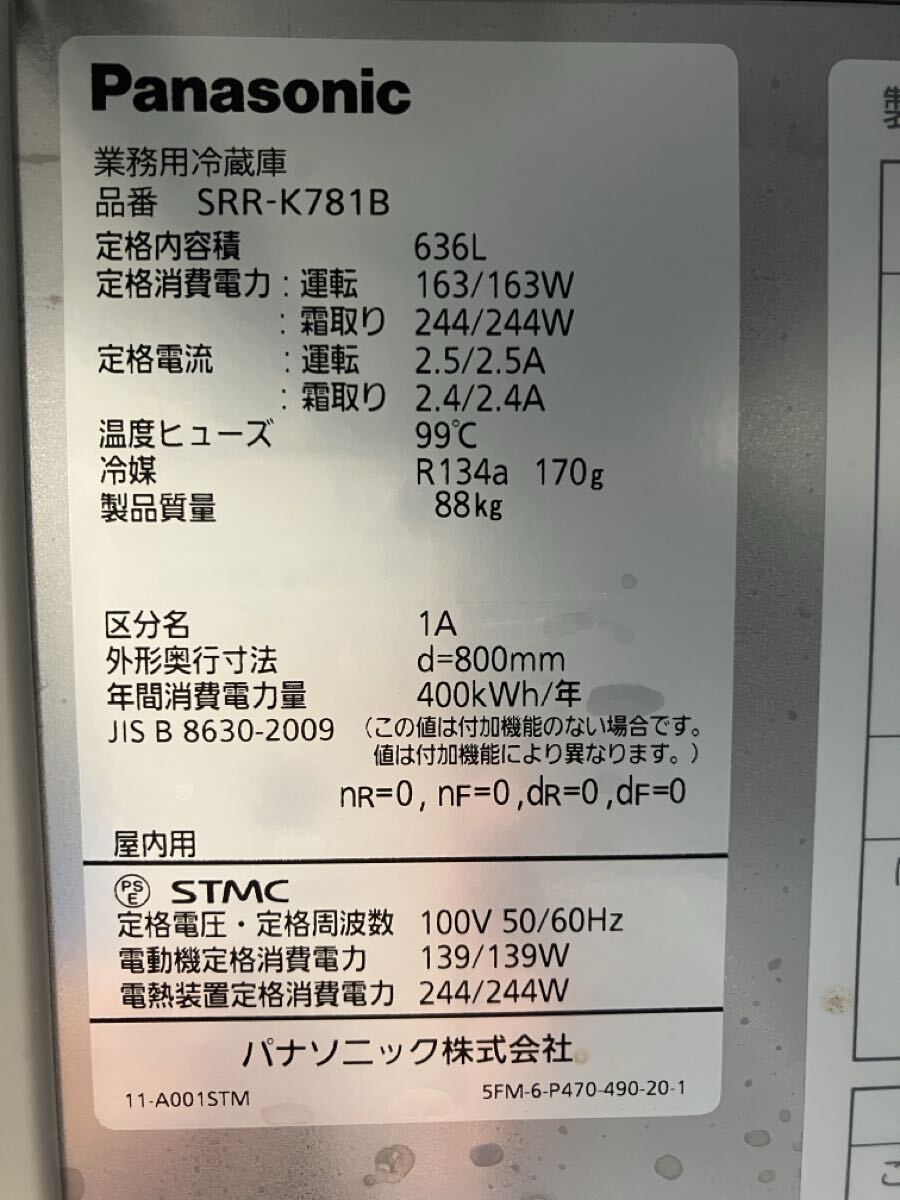 Panasonic
業務用冷蔵庫
品番 SRR-K781B
定格内容積 636L
定格消費電力:運転 163/163W
:霜取り 244/244W
定格電流 :運転 2.5/2.5A
:霜取り 2.4/2.4A
温度ヒューズ 99℃
冷媒 R134a 170g
製品質量 88kg
区分名 1A
外形奥行寸法 d=800mm
年間消費電力量 400kWh/年
JIS B 8630-2009 (この値は付加機能のない場合です。
値は付加機能により異なります。)
nR=0, nF=0,dR=0,dF=0
屋内用
PSE STMC
定格電圧・定格周波数 100V 50/60Hz
電動機定格消費電力 139/139W
電熱装置定格消費電力 244/244W
パナソニック株式会社
11-A001STM 5FM-6-P470-490-20-1